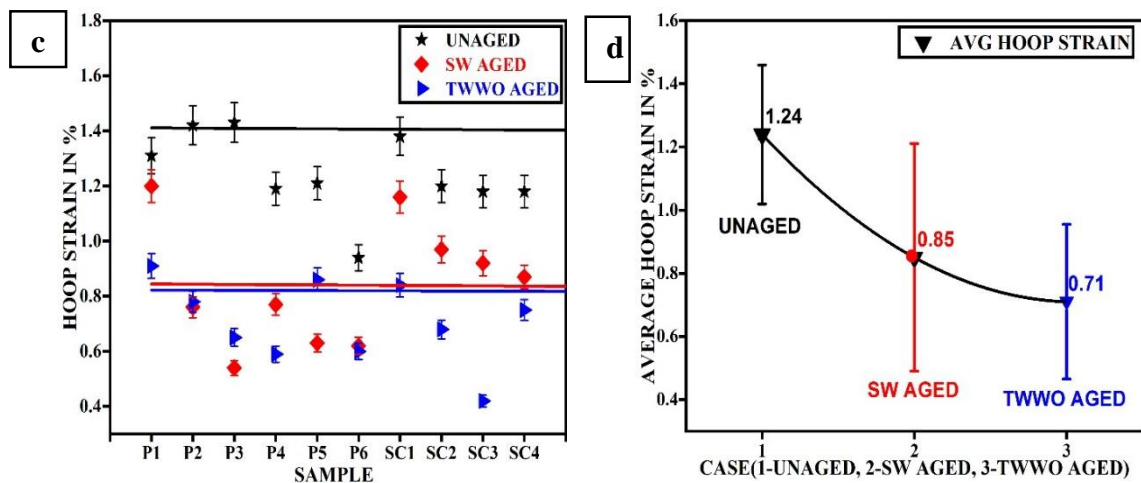 c
HOOP STRAIN IN %
1.8
1.6
1.4
1.2
1.0
0.8
0.6
0.4
UNAGED
SW AGED
TWWO AGED
P1 P2 P3 P4 P5 P6 SC1 SC2 SC3 SC4
SAMPLE
d
AVERAGE HOOP STRAIN IN %
1.6
1.4
1.2
1.0
0.8
0.6
0.4
AVG HOOP STRAIN
1.24
UNAGED
0.85
SW AGED
0.71
TWWO AGED
1 2 3
CASE(1-UNAGED, 2-SW AGED, 3-TWWO AGED)